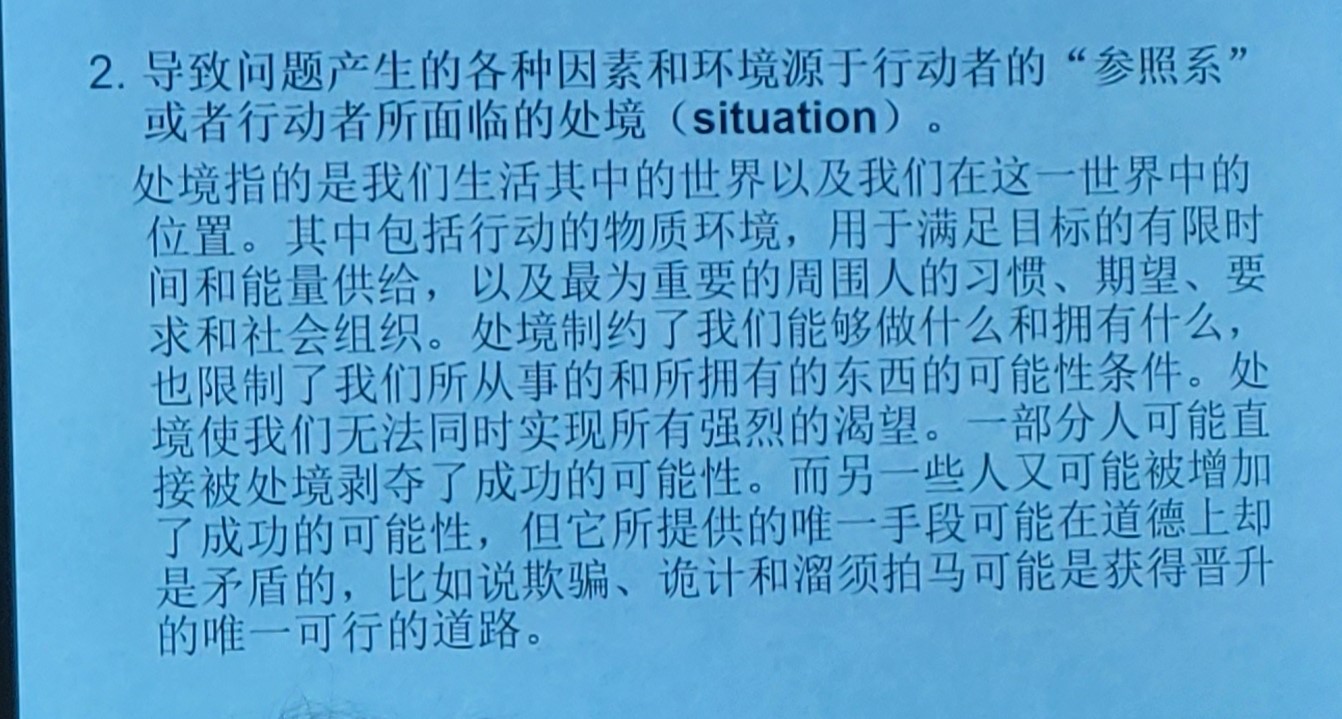 2. 导致问题产生的各种因素和环境源于行动者的“参照系”
或者行动者所面临的处境（situation）。
处境指的是我们生活其中的世界以及我们在这一世界中的
位置。其中包括行动的物质环境，用于满足目标的有限时
间和能量供给，以及最为重要的周围人的习惯、期望、要
求和社会组织。处境制约了我们能够做什么和拥有什么，
也限制了我们所从事的和所拥有的东西的可能性条件。处
境使我们无法同时实现所有强烈的渴望。一部分人可能直
接被处境剥夺了成功的可能性。而另一些人又可能被增加
了成功的可能性，但它所提供的唯一手段可能在道德上却
是矛盾的，比如说欺骗、诡计和溜须拍马可能是获得晋升
的唯一可行的道路。